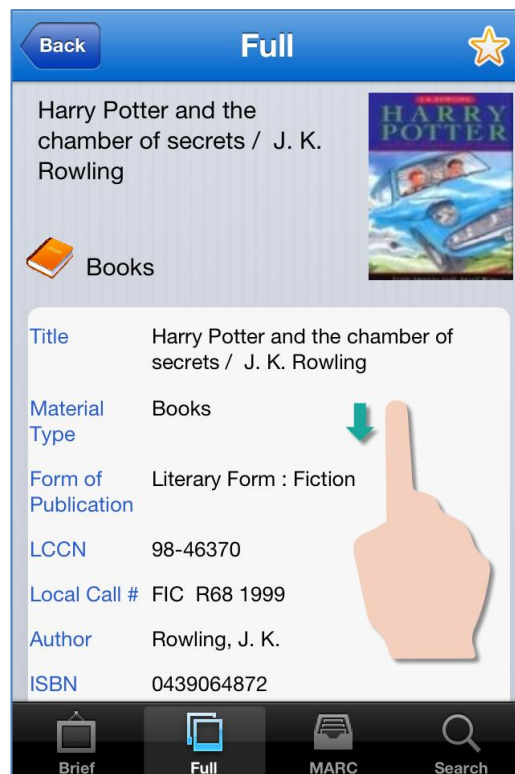 Back
Full
Harry Potter and the
chamber of secrets / J. K.
Rowling
HARRY
POTTER
Books
Title
Harry Potter and the chamber of
secrets / J. K. Rowling
Material
Type
Books
Form of
Publication
Literary Form : Fiction
LCCN
98-46370
Local Call #
FIC R68 1999
Author
Rowling, J. K.
ISBN
0439064872
Brief
Full
MARC
Search